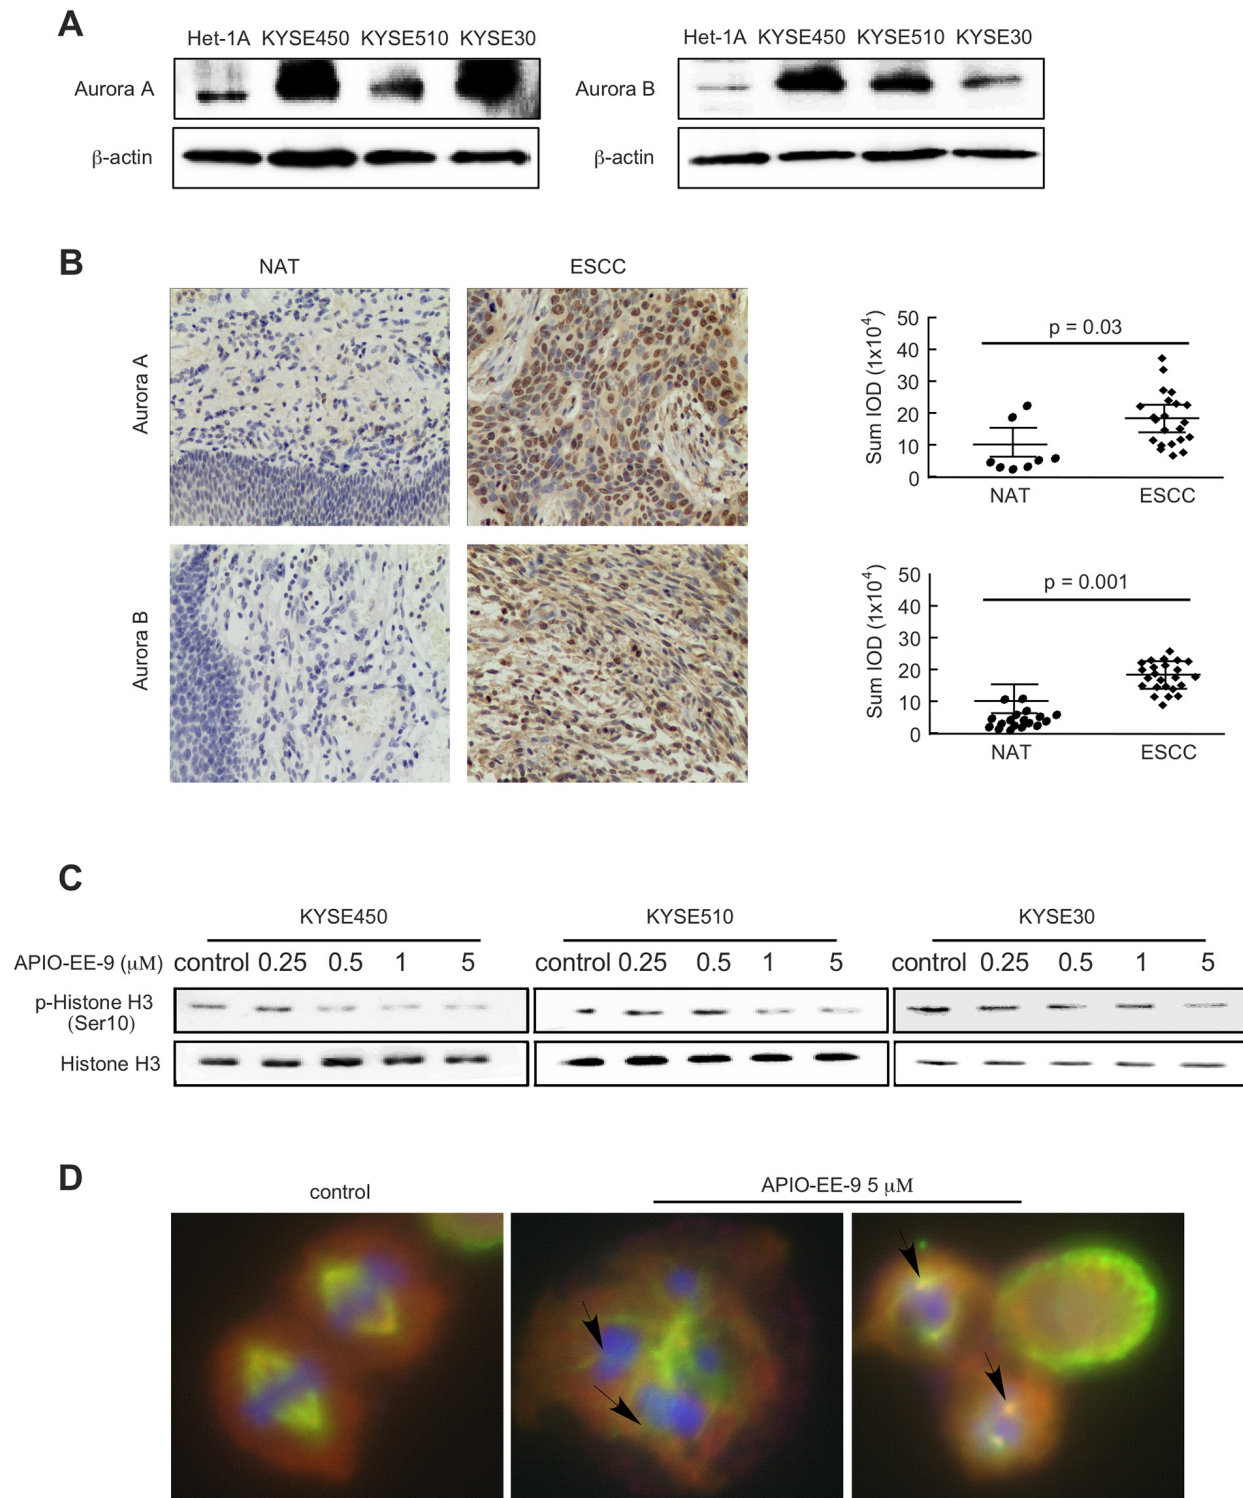 A
Het-1A KYSE450 KYSE510 KYSE30
Aurora A
β-actin
Het-1A KYSE450 KYSE510 KYSE30
Aurora B
β-actin
B
NAT ESCC
Aurora A
Aurora B
Sum IOD (1x10⁴)
50
40
30
20
10
0
p = 0.03
NAT ESCC
Sum IOD (1x10⁴)
50
40
30
20
10
0
p = 0.001
NAT ESCC
C
KYSE450 KYSE510 KYSE30
APIO-EE-9 (μM) control 0.25 0.5 1 5 control 0.25 0.5 1 5 control 0.25 0.5 1 5
p-Histone H3
(Ser10)
Histone H3
D
control
APIO-EE-9 5 μM